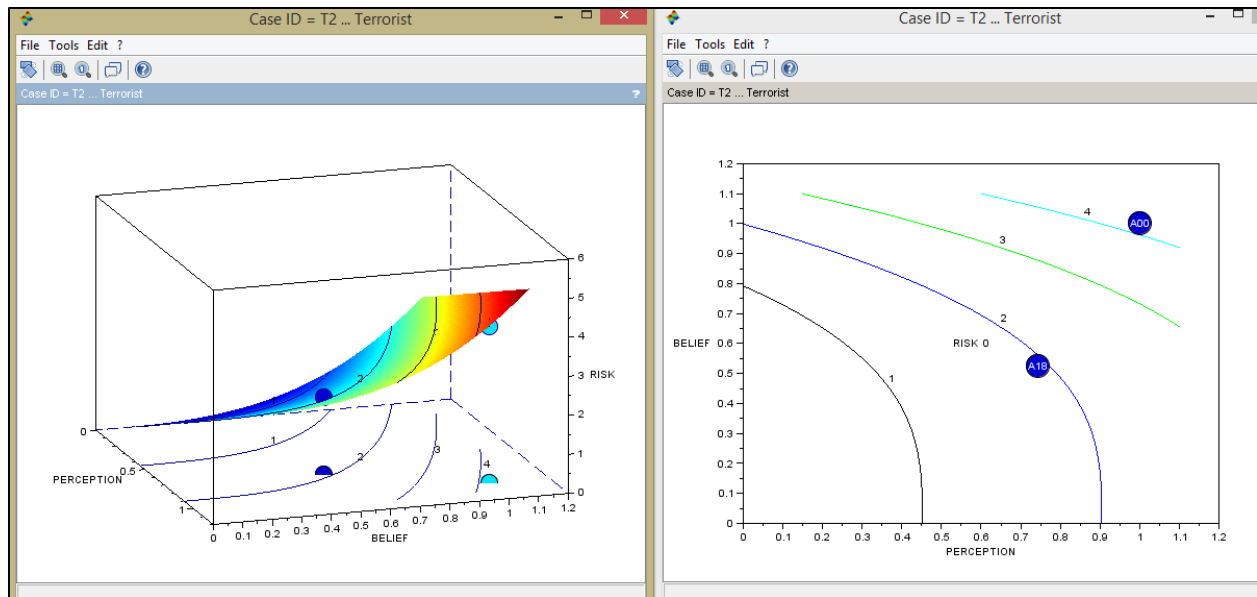 Case ID = T2 ... Terrorist
File Tools Edit ?
Case ID = T2 ... Terrorist ?
6
5
4
3 RISK
2
1
0
0
0.5
1
PERCEPTION
0 0.1 0.2 0.3 0.4 0.5 0.6 0.7 0.8 0.9 1 1.1 1.2
BELIEF
2
1
2
3
4
Case ID = T2 ... Terrorist
File Tools Edit ?
?
Case ID = T2 ... Terrorist
1.2
1.1
1
0.9
0.8
0.7
BELIEF 0.6
0.5
0.4
0.3
0.2
0.1
0
4
A00
3
2
RISK 0
A18
1
0 0.1 0.2 0.3 0.4 0.5 0.6 0.7 0.8 0.9 1 1.1 1.2
PERCEPTION